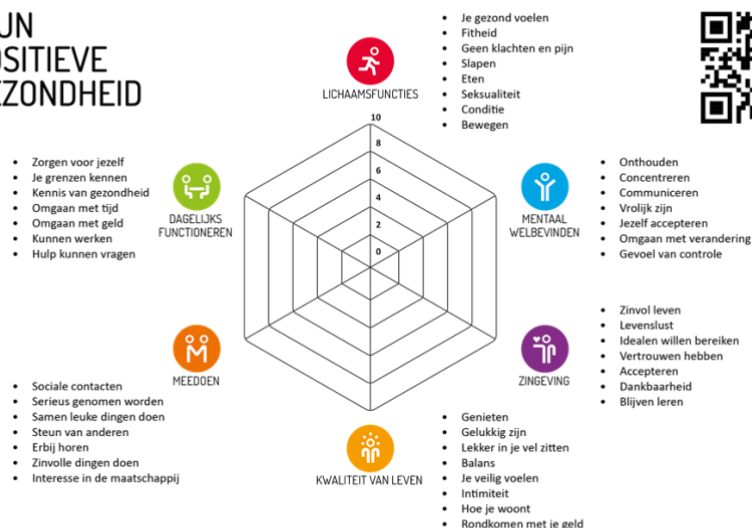 UN
OSITIEVE
EZONDHEID
LICHAAMSFUNCTIES
• Je gezond voelen
• Fitheid
• Geen klachten en pijn
• Slapen
• Eten
• Seksualiteit
• Conditie
• Bewegen
10
8
6
4
2
0
• Zorgen voor jezelf
• Je grenzen kennen
• Kennis van gezondheid
• Omgaan met tijd
• Omgaan met geld
• Kunnen werken
• Hulp kunnen vragen
DAGELIJKS
FUNCTIONEREN
MENTAAL
WELBEVINDEN
• Onthouden
• Concentreren
• Communiceren
• Vrolijk zijn
• Jezelf accepteren
• Omgaan met verandering
• Gevoel van controle
MEEDOEN
• Sociale contacten
• Serieus genomen worden
• Samen leuke dingen doen
• Steun van anderen
• Erbij horen
• Zinvolle dingen doen
• Interesse in de maatschappij
ZINGEVING
• Zinvol leven
• Levenslust
• Idealen willen bereiken
• Vertrouwen hebben
• Accepteren
• Dankbaarheid
• Blijven leren
KWALITEIT VAN LEVEN
• Genieten
• Gelukkig zijn
• Lekker in je vel zitten
• Balans
• Je veilig voelen
• Intimiteit
• Hoe je woont
• Rondkomen met je geld